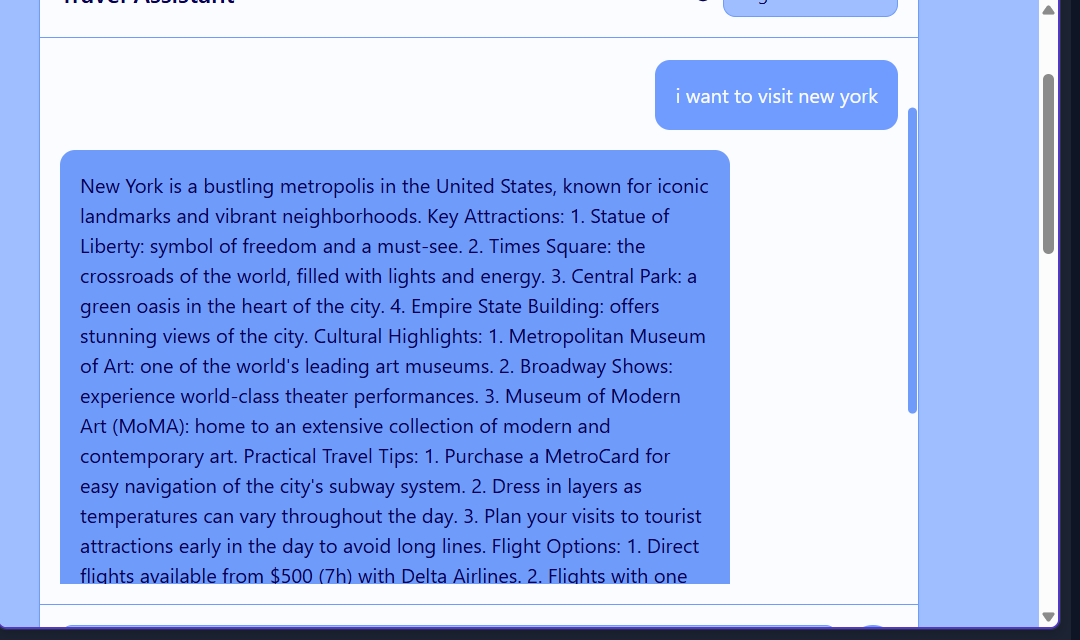 Travel Assistant
i want to visit new york
New York is a bustling metropolis in the United States, known for iconic
landmarks and vibrant neighborhoods. Key Attractions: 1. Statue of
Liberty: symbol of freedom and a must-see. 2. Times Square: the
crossroads of the world, filled with lights and energy. 3. Central Park: a
green oasis in the heart of the city. 4. Empire State Building: offers
stunning views of the city. Cultural Highlights: 1. Metropolitan Museum
of Art: one of the world's leading art museums. 2. Broadway Shows:
experience world-class theater performances. 3. Museum of Modern
Art (MoMA): home to an extensive collection of modern and
contemporary art. Practical Travel Tips: 1. Purchase a MetroCard for
easy navigation of the city's subway system. 2. Dress in layers as
temperatures can vary throughout the day. 3. Plan your visits to tourist
attractions early in the day to avoid long lines. Flight Options: 1. Direct
flights available from $500 (7h) with Delta Airlines. 2. Flights with one